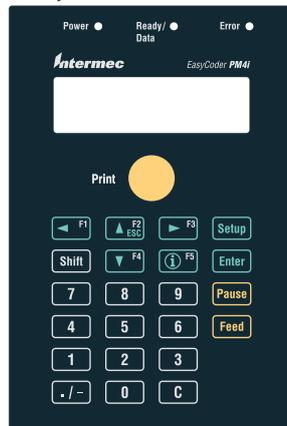 Power Ready/ Error
Data
Intermec EasyCoder PM4i
Print
F1 F2 ESC F3 Setup
Shift F4 i F5 Enter
7 8 9 Pause
4 5 6 Feed
1 2 3
./- 0 C